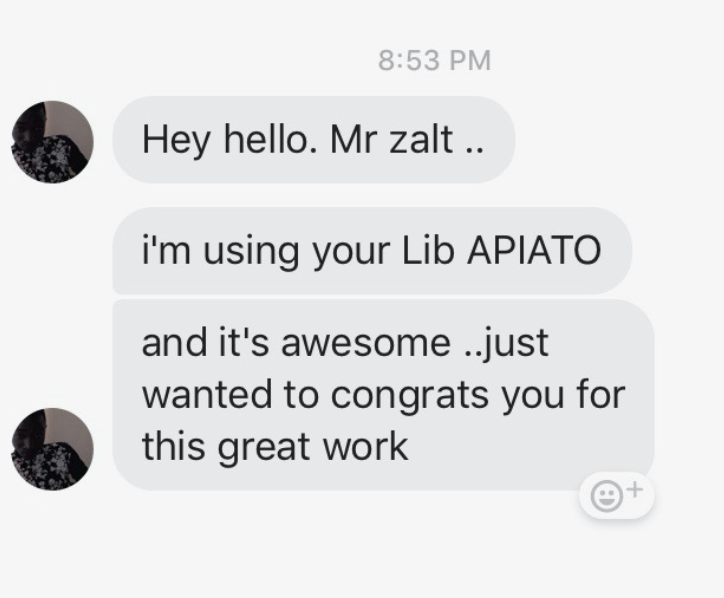 8:53 PM
Hey hello. Mr zalt ..
i'm using your Lib APIATO
and it's awesome ..just
wanted to congrats you for
this great work